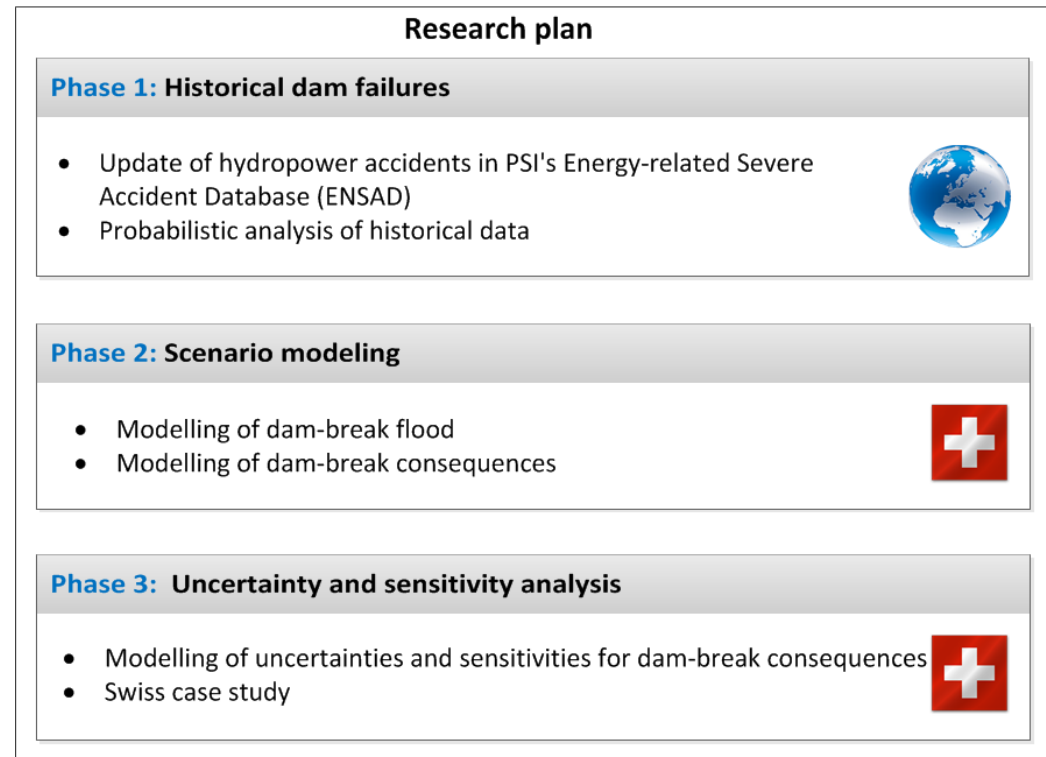 Research plan
Phase 1: Historical dam failures
• Update of hydropower accidents in PSI's Energy-related Severe
Accident Database (ENSAD)
• Probabilistic analysis of historical data
Phase 2: Scenario modeling
• Modelling of dam-break flood
• Modelling of dam-break consequences
Phase 3: Uncertainty and sensitivity analysis
• Modelling of uncertainties and sensitivities for dam-break consequences
• Swiss case study